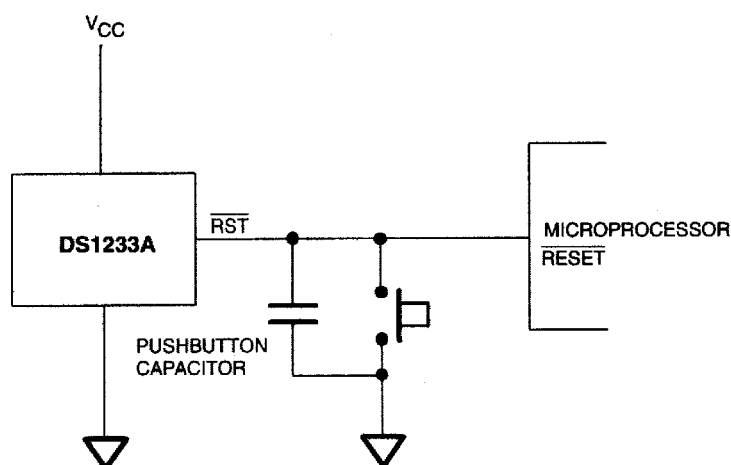 VCC
DS1233A
RST
MICROPROCESSOR
RESET
PUSHBUTTON
CAPACITOR